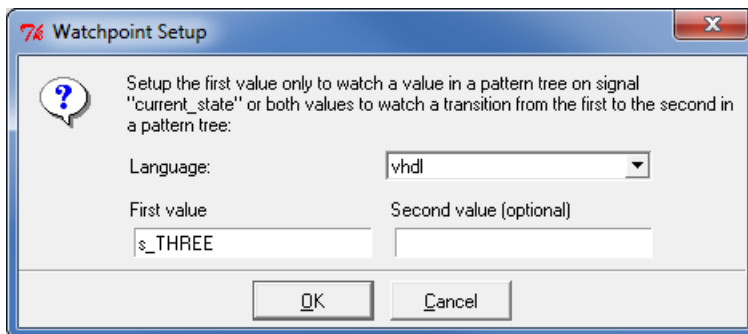 Watchpoint Setup
Setup the first value only to watch a value in a pattern tree on signal
"current_state" or both values to watch a transition from the first to the second in
a pattern tree:
Language: vhdl
First value Second value (optional)
s_THREE
OK Cancel